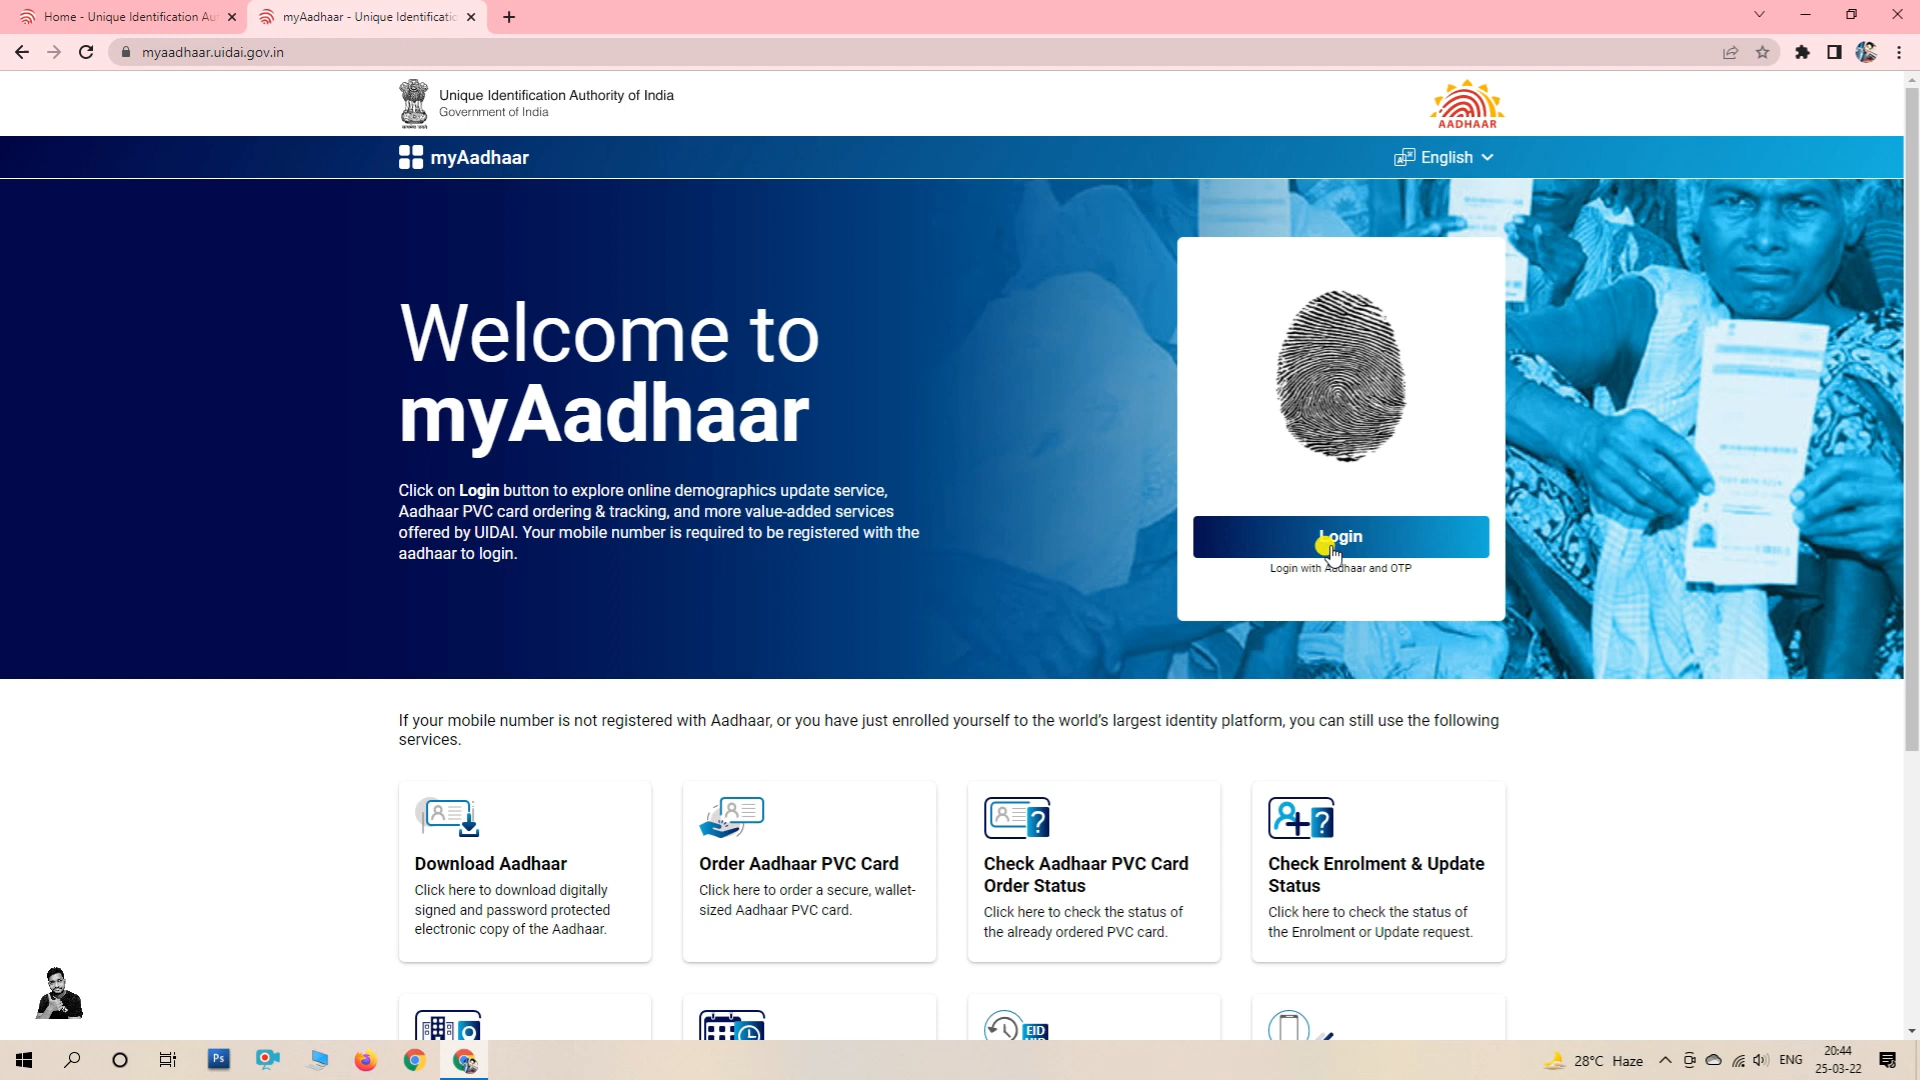 Home - Unique Identification Au
myAadhaar - Unique Identificatic
myaadhaar.uidai.gov.in
Unique Identification Authority of India
Government of India
AADHAAR
myAadhaar
English
Welcome to
myAadhaar
Click on Login button to explore online demographics update service,
Aadhaar PVC card ordering & tracking, and more value-added services
offered by UIDAI. Your mobile number is required to be registered with the
aadhaar to login.
Login
Login with Aadhaar and OTP
If your mobile number is not registered with Aadhaar, or you have just enrolled yourself to the world's largest identity platform, you can still use the following
services.
Download Aadhaar
Click here to download digitally
signed and password protected
electronic copy of the Aadhaar.
Order Aadhaar PVC Card
Click here to order a secure, wallet-
sized Aadhaar PVC card.
Check Aadhaar PVC Card
Order Status
Click here to check the status of
the already ordered PVC card.
Check Enrolment & Update
Status
Click here to check the status of
the Enrolment or Update request.
EID
Ps
28°C Haze
ENG
20:44
25-03-22